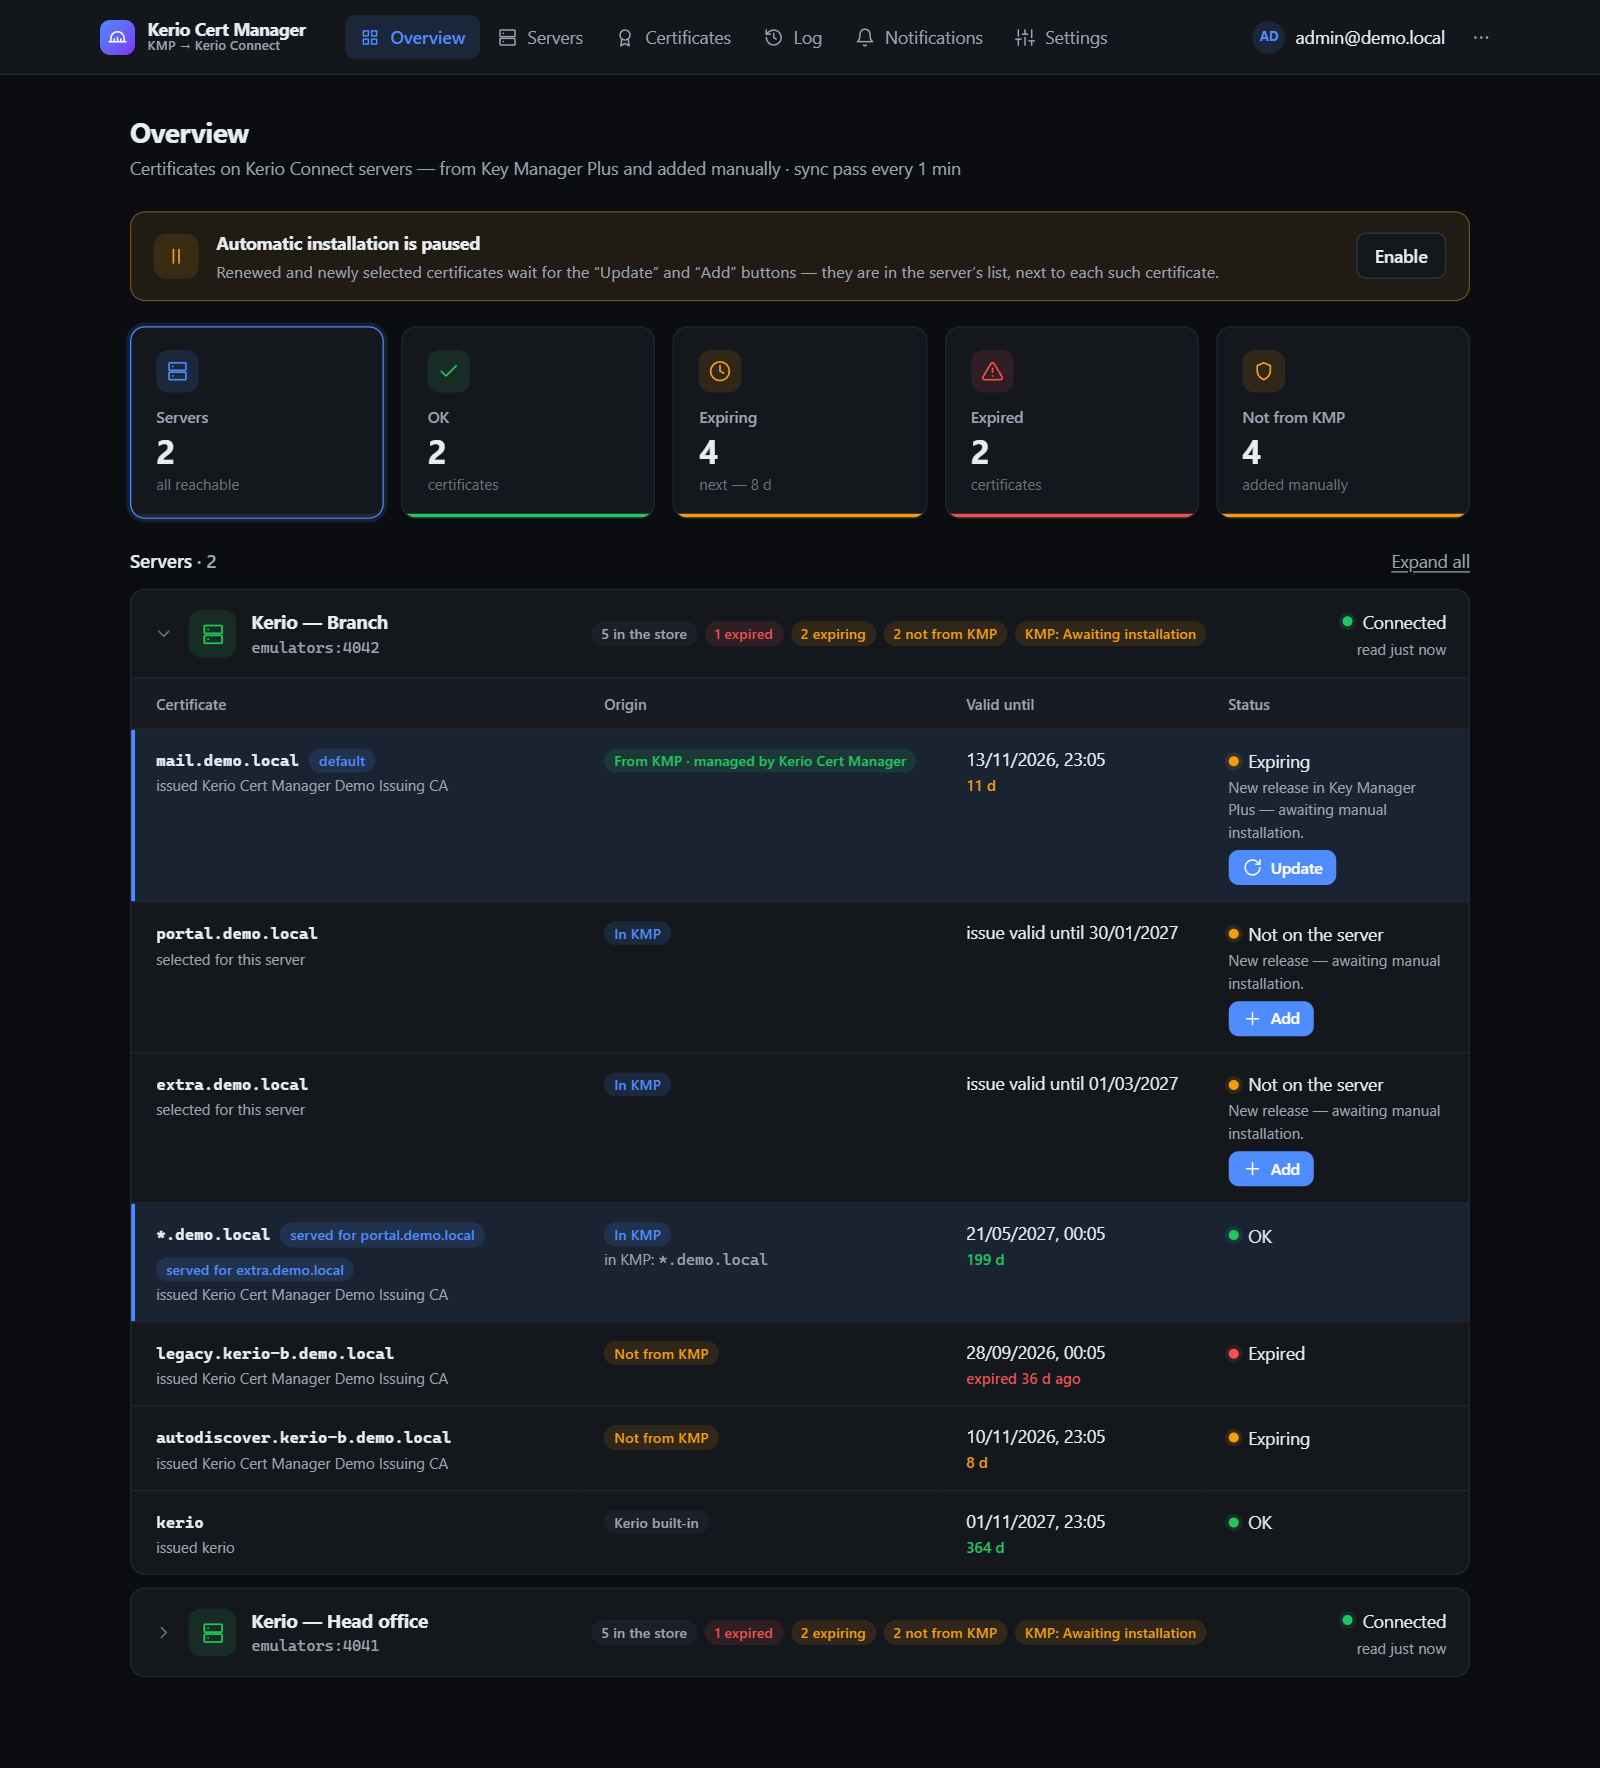 Kerio Cert Manager
KMP → Kerio Connect
Overview
Servers
Certificates
Log
Notifications
Settings
AD
admin@demo.local
···
Overview
Certificates on Kerio Connect servers — from Key Manager Plus and added manually · sync pass every 1 min
Automatic installation is paused
Renewed and newly selected certificates wait for the “Update” and “Add” buttons — they are in the server’s list, next to each such certificate.
Enable
Servers
2
all reachable
OK
2
certificates
Expiring
4
next — 8 d
Expired
2
certificates
Not from KMP
4
added manually
Servers · 2
Expand all
Kerio — Branch
emulators:4042
5 in the store
1 expired
2 expiring
2 not from KMP
KMP: Awaiting installation
Connected
read just now
Certificate
Origin
Valid until
Status
mail.demo.local default
issued Kerio Cert Manager Demo Issuing CA
From KMP · managed by Kerio Cert Manager
13/11/2026, 23:05
11 d
Expiring
New release in Key Manager
Plus — awaiting manual
installation.
Update
portal.demo.local
selected for this server
In KMP
issue valid until 30/01/2027
Not on the server
New release — awaiting manual
installation.
Add
extra.demo.local
selected for this server
In KMP
issue valid until 01/03/2027
Not on the server
New release — awaiting manual
installation.
Add
*.demo.local served for portal.demo.local
served for extra.demo.local
issued Kerio Cert Manager Demo Issuing CA
In KMP
in KMP: *.demo.local
21/05/2027, 00:05
199 d
OK
legacy.kerio-b.demo.local
issued Kerio Cert Manager Demo Issuing CA
Not from KMP
28/09/2026, 00:05
expired 36 d ago
Expired
autodiscover.kerio-b.demo.local
issued Kerio Cert Manager Demo Issuing CA
Not from KMP
10/11/2026, 23:05
8 d
Expiring
kerio
issued kerio
Kerio built-in
01/11/2027, 23:05
364 d
OK
Kerio — Head office
emulators:4041
5 in the store
1 expired
2 expiring
2 not from KMP
KMP: Awaiting installation
Connected
read just now